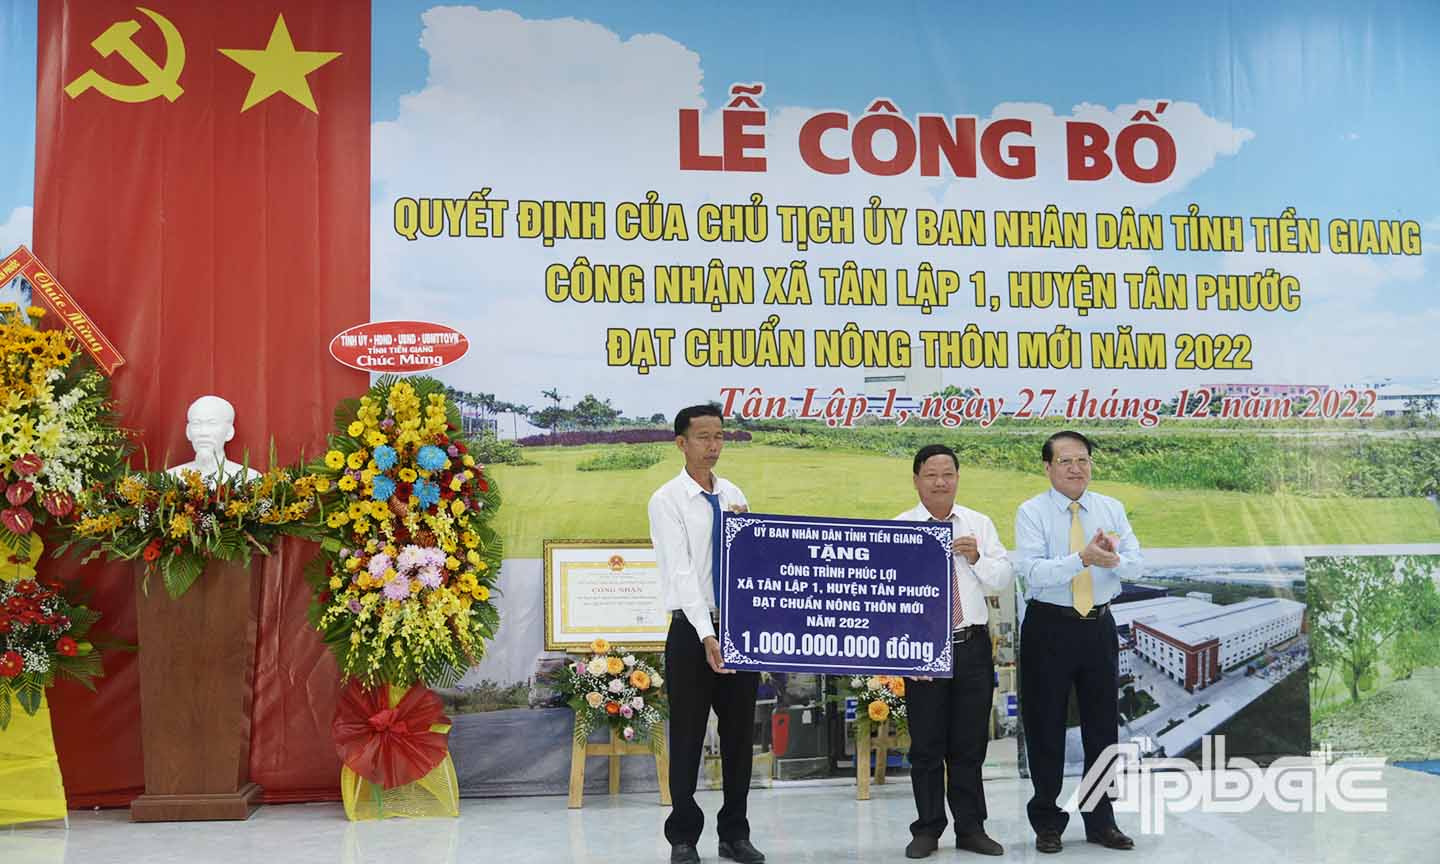 LỄ CÔNG BỐ
QUYẾT ĐỊNH CỦA CHỦ TỊCH ỦY BAN NHÂN DÂN TỈNH TIỀN GIANG
CÔNG NHẬN XÃ TÂN LẬP 1, HUYỆN TÂN PHƯỚC
ĐẠT CHUẨN NÔNG THÔN MỚI NĂM 2022
Tân Lập 1, ngày 27 tháng 12 năm 2022
Chúc Mừng
TỈNH ỦY - HĐND - UBND - UBMTTQVN
TỈNH TIỀN GIANG
Chúc Mừng
CÔNG NHẬN
ỦY BAN NHÂN DÂN TỈNH TIỀN GIANG
TẶNG
CÔNG TRÌNH PHÚC LỢI
XÃ TÂN LẬP 1, HUYỆN TÂN PHƯỚC
ĐẠT CHUẨN NÔNG THÔN MỚI
NĂM 2022
1.000.000.000 đồng
Apbac